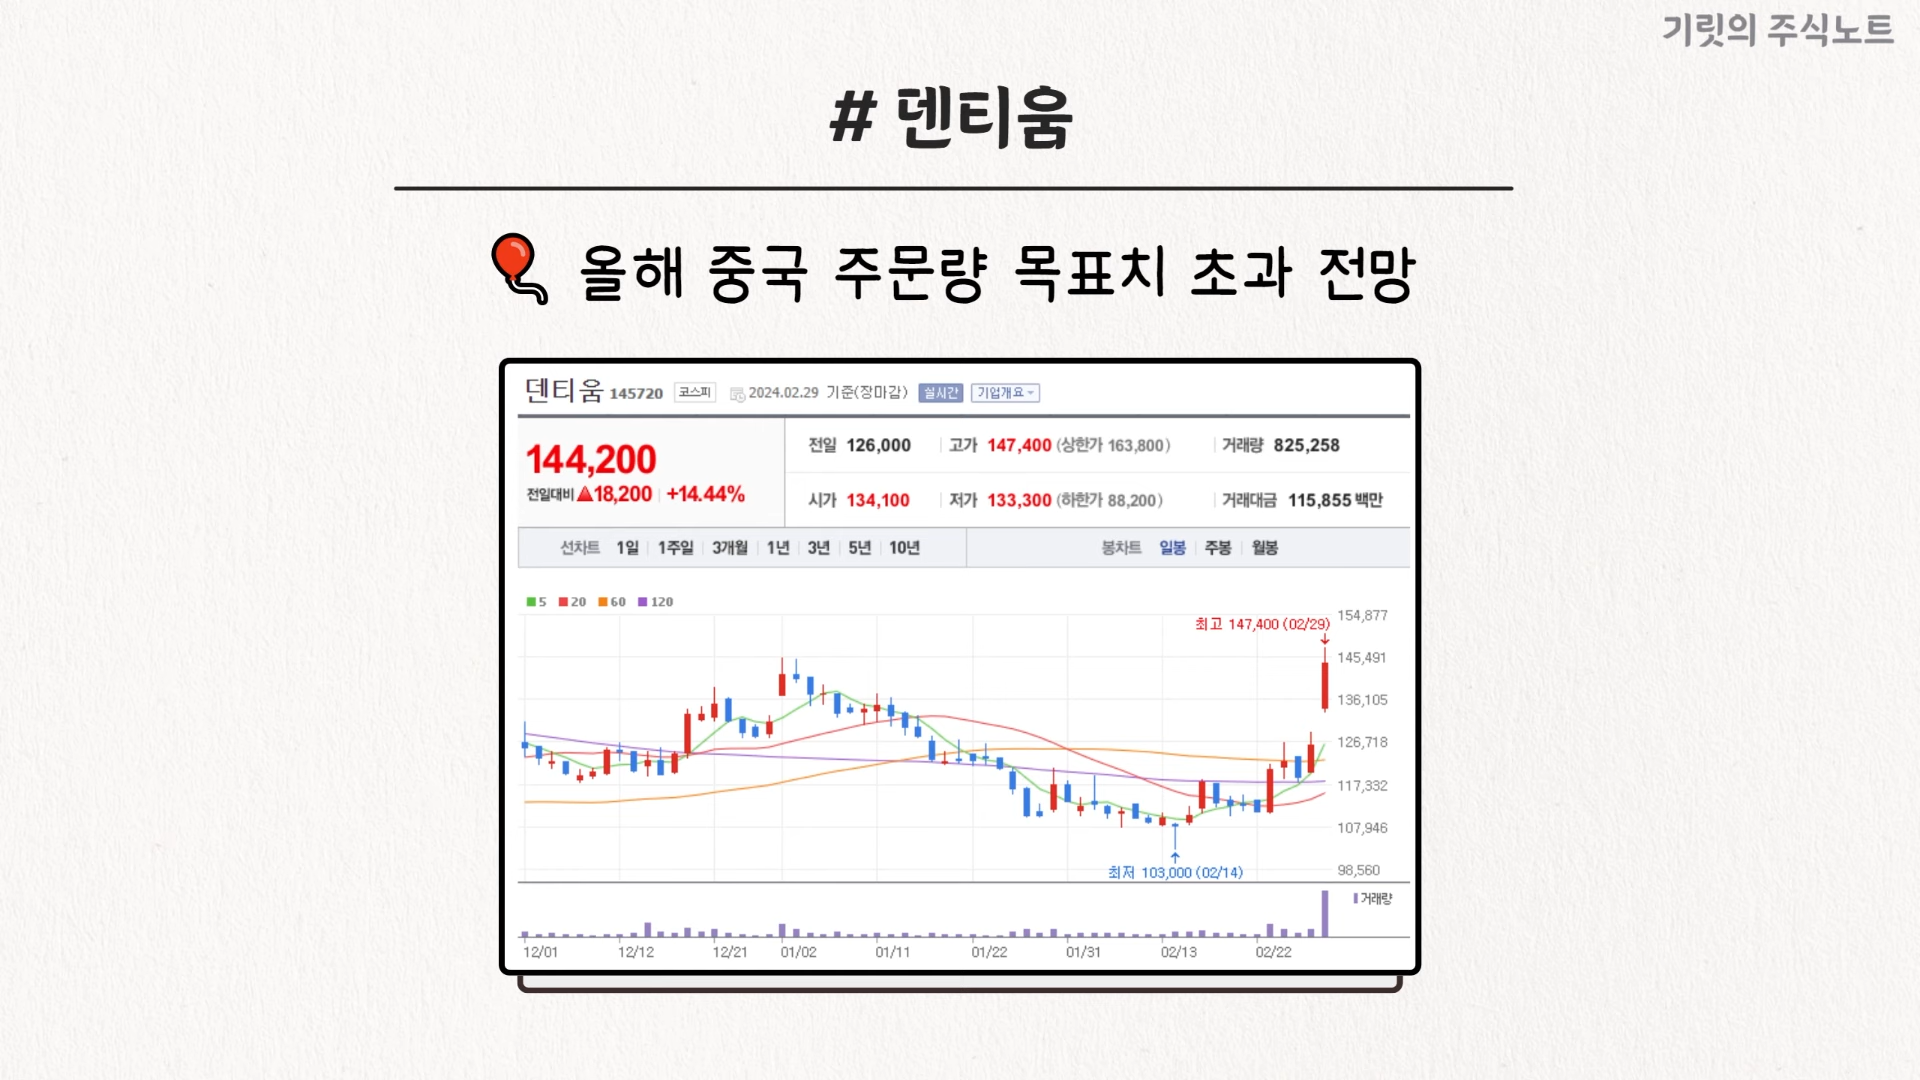 기릿의 주식노트
# 덴티움
올해 중국 주문량 목표치 초과 전망
덴티움 145720 코스피 2024.02.29 기준(장마감) 실시간 기업개요
144,200
전일대비 ▲18,200 +14.44%
전일 126,000 고가 147,400 (상한가 163,800) 거래량 825,258
시가 134,100 저가 133,300 (하한가 88,200) 거래대금 115,855 백만
선차트 1일 1주일 3개월 1년 3년 5년 10년 봉차트 일봉 주봉 월봉
5 20 60 120
최고 147,400 (02/29)
154,877
145,491
136,105
126,718
117,332
107,946
98,560
최저 103,000 (02/14)
거래량
12/01 12/12 12/21 01/02 01/11 01/22 01/31 02/13 02/22